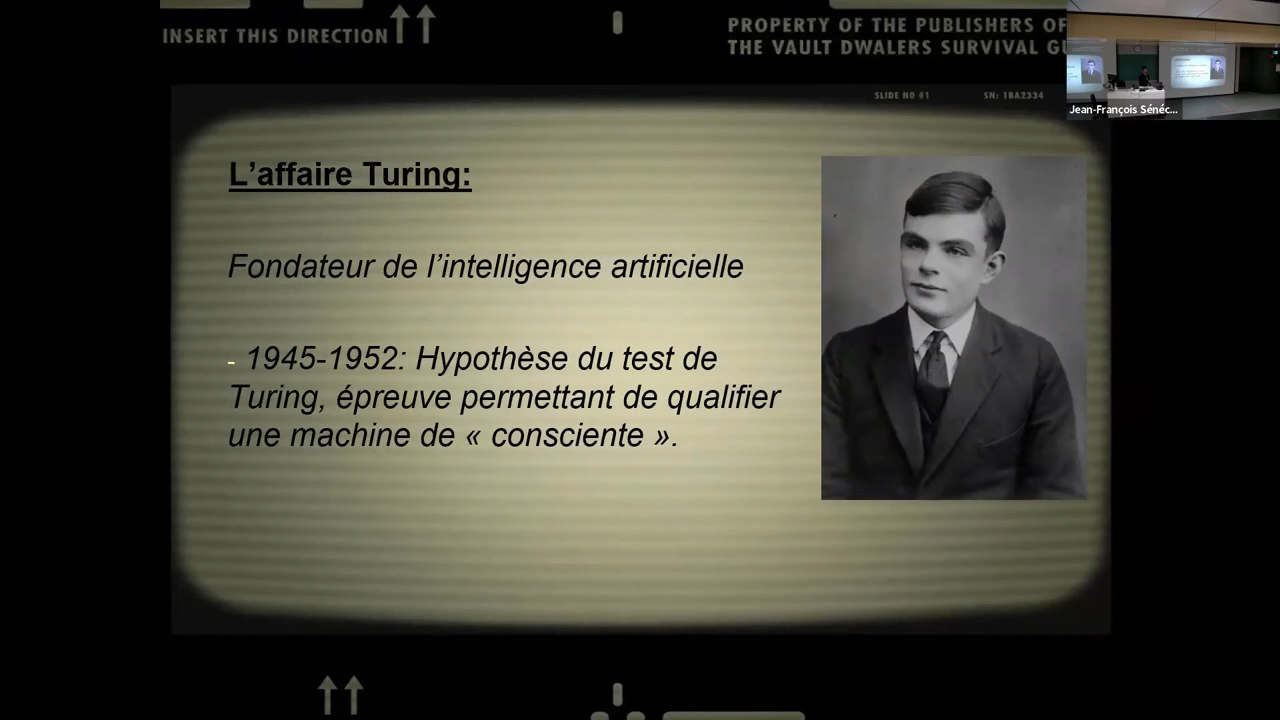 INSERT THIS DIRECTION
PROPERTY OF THE PUBLISHERS OF
THE VAULT DWALERS SURVIVAL GU
SLIDE NO #1
SN: 1BA2334
Jean-François Sénéc...
L’affaire Turing:
Fondateur de l’intelligence artificielle
- 1945-1952: Hypothèse du test de
Turing, épreuve permettant de qualifier
une machine de « consciente ».